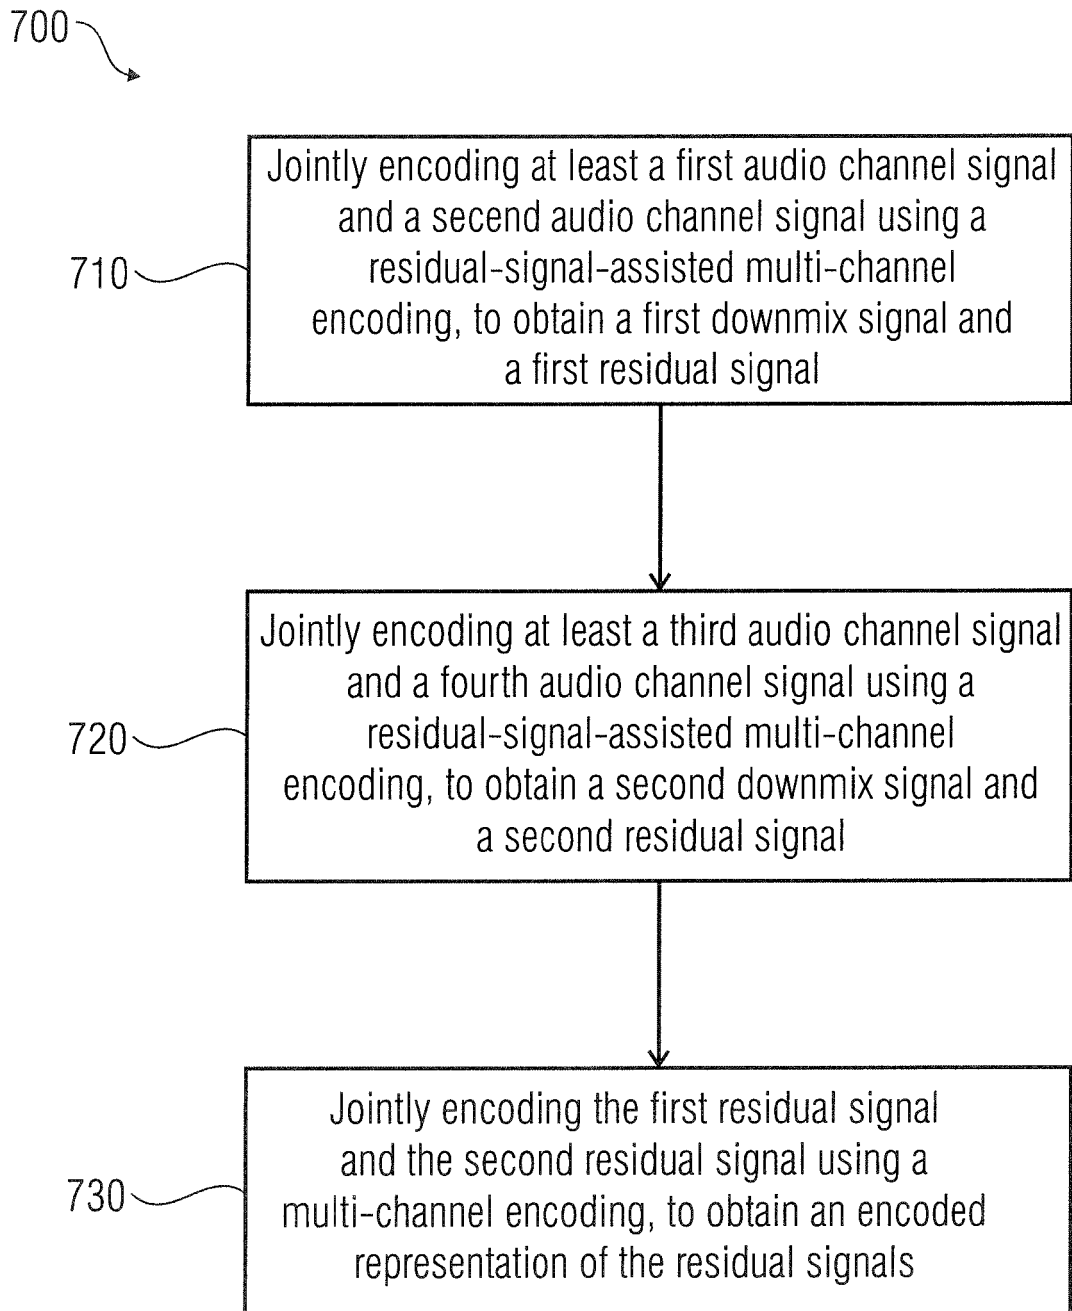 700
Jointly encoding at least a first audio channel signal
and a secend audio channel signal using a
residual-signal-assisted multi-channel
encoding, to obtain a first downmix signal and
a first residual signal
710
Jointly encoding at least a third audio channel signal
and a fourth audio channel signal using a
residual-signal-assisted multi-channel
encoding, to obtain a second downmix signal and
a second residual signal
720
Jointly encoding the first residual signal
and the second residual signal using a
multi-channel encoding, to obtain an encoded
representation of the residual signals
730